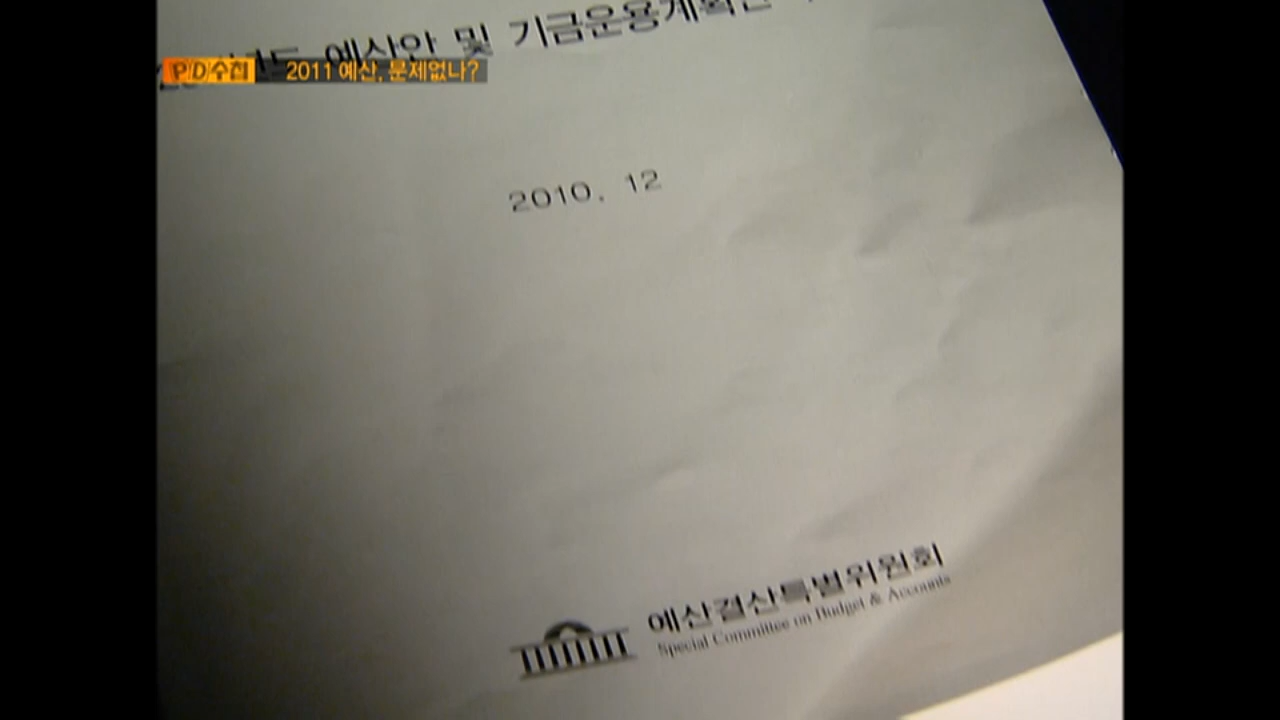 예산안 및 기금운용계획안
PD수첩 2011 예산, 문제없나?
2010. 12
예산결산특별위원회
Special Committee on Budget & Accounts